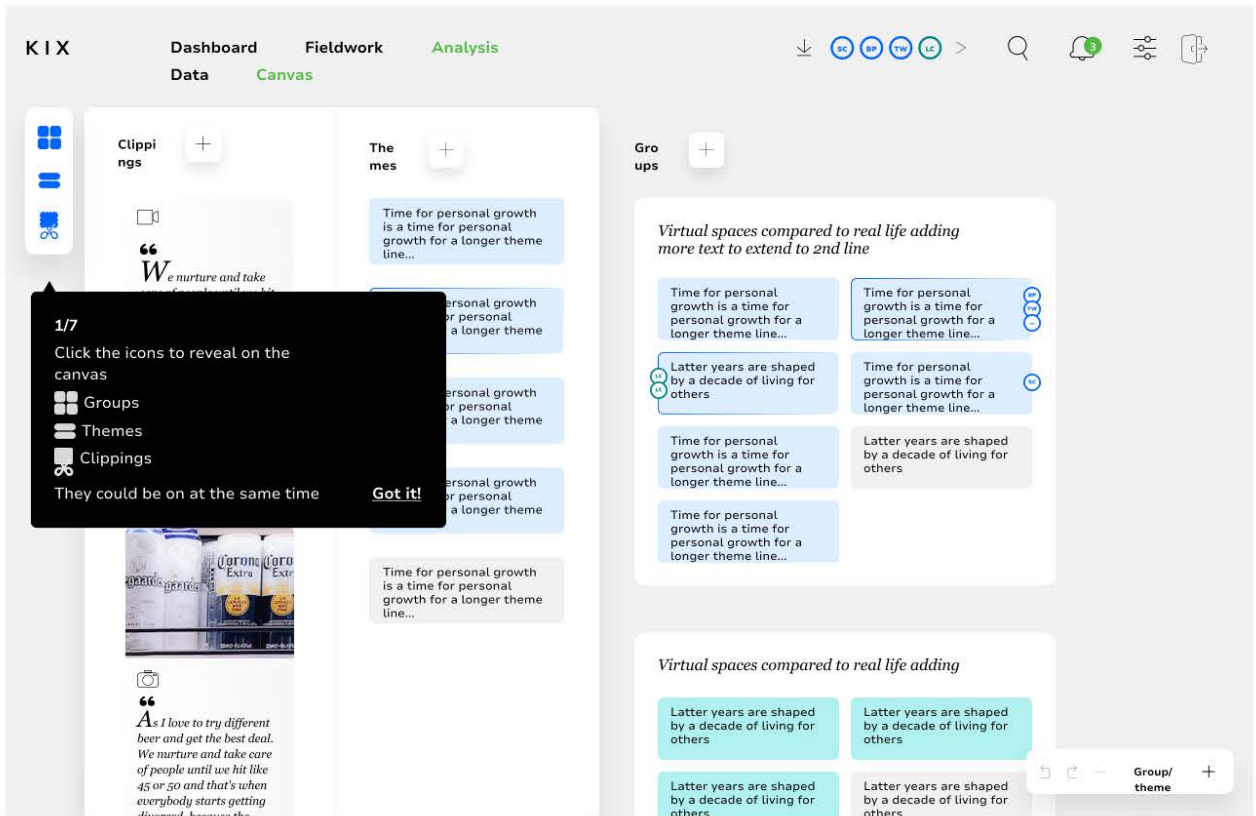 KIX
Dashboard
Fieldwork
Analysis
SC
BP
TW
LC
3
Data
Canvas
Clippi
ngs
The
mes
Gro
ups
We nurture and take
1/7
Click the icons to reveal on the
canvas
Groups
Themes
Clippings
They could be on at the same time
Got it!
Corona
Extra
Coro
Extr
egaard
gaard
As I love to try different
beer and get the best deal.
We nurture and take care
of people until we hit like
45 or 50 and that's when
everybody starts getting
divorced, because the
Time for personal growth
is a time for personal
growth for a longer theme
line...
ersonal growth
or personal
a longer theme
ersonal growth
or personal
a longer theme
ersonal growth
or personal
a longer theme
Time for personal growth
is a time for personal
growth for a longer theme
line...
Virtual spaces compared to real life adding
more text to extend to 2nd line
Time for personal
growth is a time for
personal growth for a
longer theme line...
Time for personal
growth is a time for
personal growth for a
longer theme line...
BP
TW
Latter years are shaped
by a decade of living for
others
LC
LC
Time for personal
growth is a time for
personal growth for a
longer theme line...
SC
Time for personal
growth is a time for
personal growth for a
longer theme line...
Latter years are shaped
by a decade of living for
others
Time for personal
growth is a time for
personal growth for a
longer theme line...
Virtual spaces compared to real life adding
Latter years are shaped
by a decade of living for
others
Latter years are shaped
by a decade of living for
others
Latter years are shaped
by a decade of living for
others
Latter years are shaped
by a decade of living for
others
Group/
theme